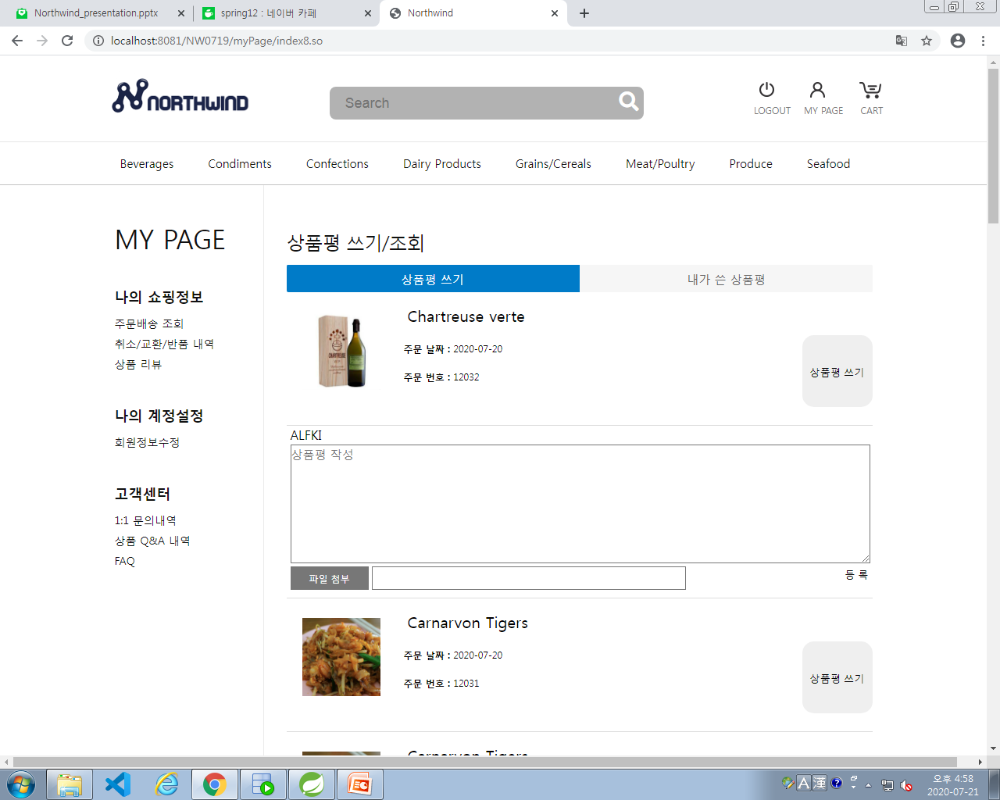 Northwind_presentation.pptx
spring12 : 네이버 카페
Northwind
localhost:8081/NW0719/myPage/index8.so
NORTHWIND
Search
LOGOUT
MY PAGE
CART
Beverages
Condiments
Confections
Dairy Products
Grains/Cereals
Meat/Poultry
Produce
Seafood
MY PAGE
나의 쇼핑정보
주문배송 조회
취소/교환/반품 내역
상품 리뷰
나의 계정설정
회원정보수정
고객센터
1:1 문의내역
상품 Q&A 내역
FAQ
상품평 쓰기/조회
상품평 쓰기
내가 쓴 상품평
Chartreuse verte
주문 날짜 : 2020-07-20
주문 번호 : 12032
상품평 쓰기
ALFKI
상품평 작성
파일 첨부
등 록
Carnarvon Tigers
주문 날짜 : 2020-07-20
주문 번호 : 12031
상품평 쓰기
Carnarvon Tigers
A 漢
오후 4:58
2020-07-21